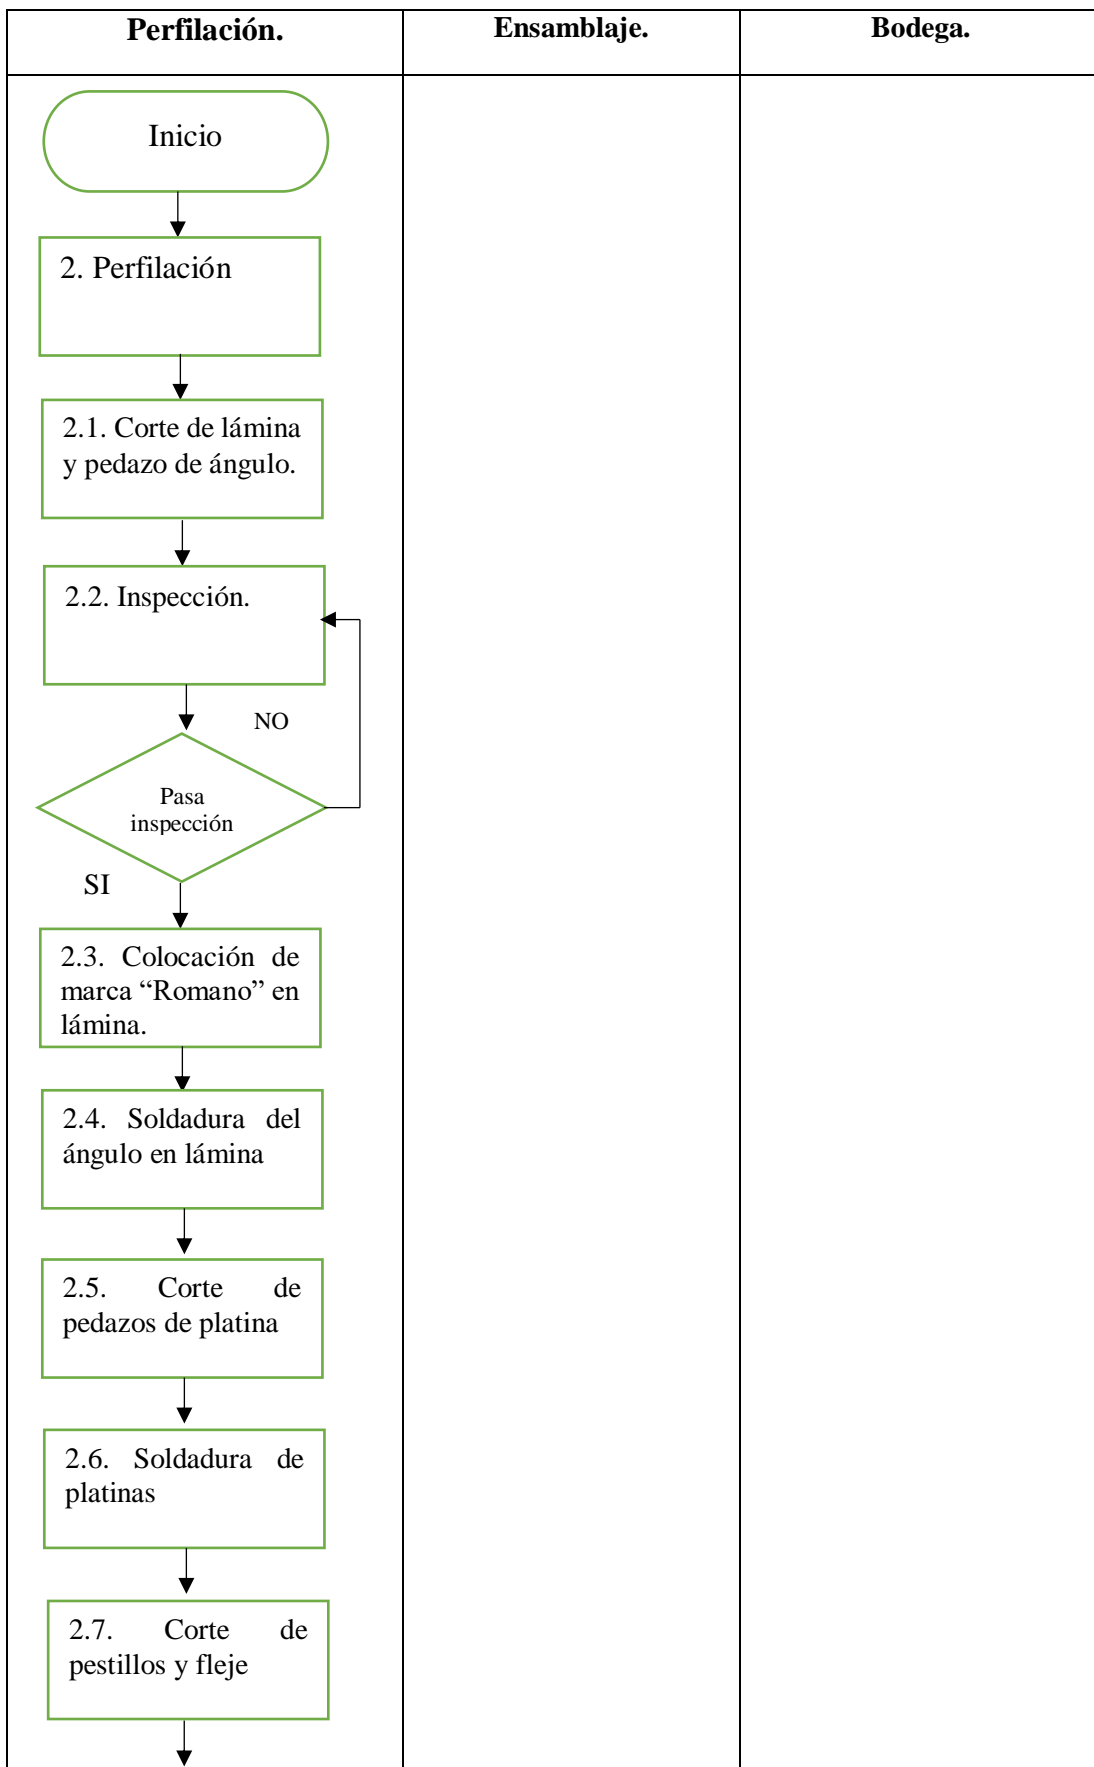 Perfilación.
Ensamblaje.
Bodega.
Inicio
2. Perfilación
2.1. Corte de lámina
y pedazo de ángulo.
2.2. Inspección.
NO
Pasa
inspección
SI
2.3. Colocación de
marca “Romano” en
lámina.
2.4. Soldadura del
ángulo en lámina
2.5. Corte de
pedazos de platina
2.6. Soldadura de
platinas
2.7. Corte de
pestillos y fleje